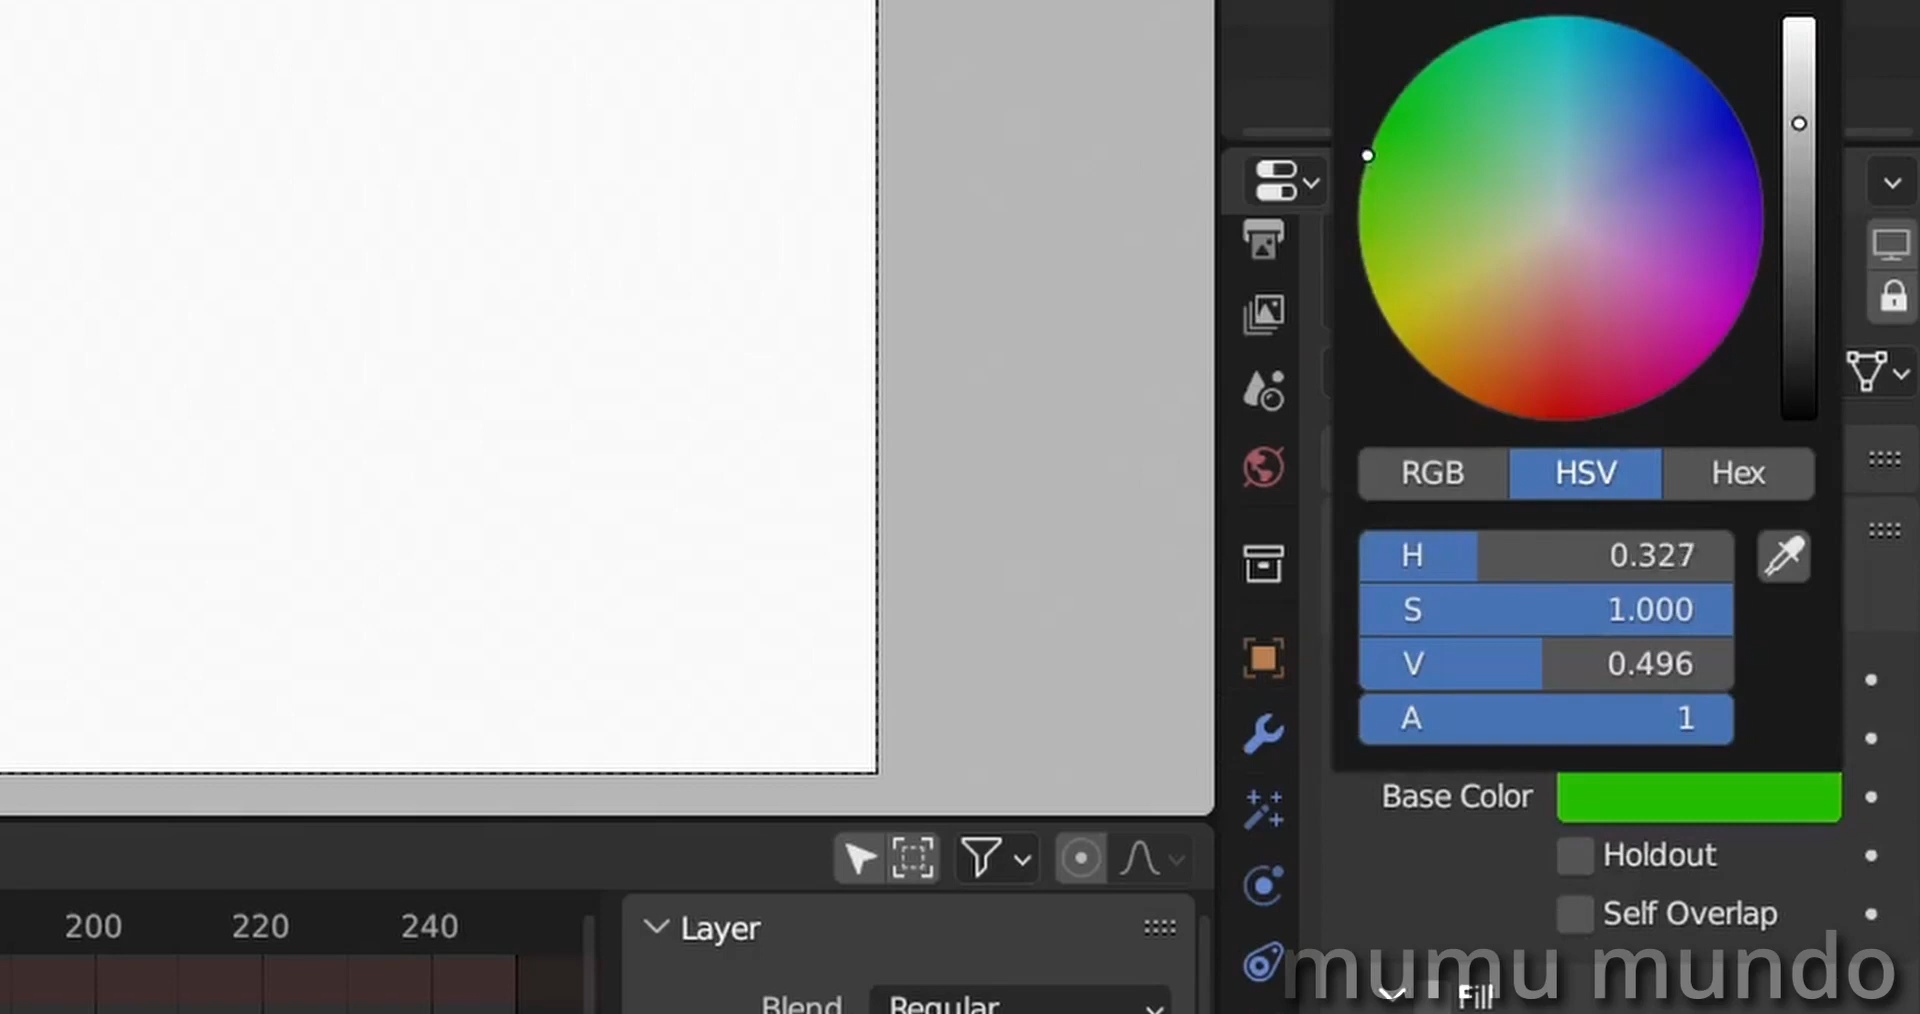 RGB HSV Hex
H 0.327
S 1.000
V 0.496
A 1
Base Color
Holdout
Self Overlap
200 220 240
Layer
Blend Regular
Fill
mumu mundo